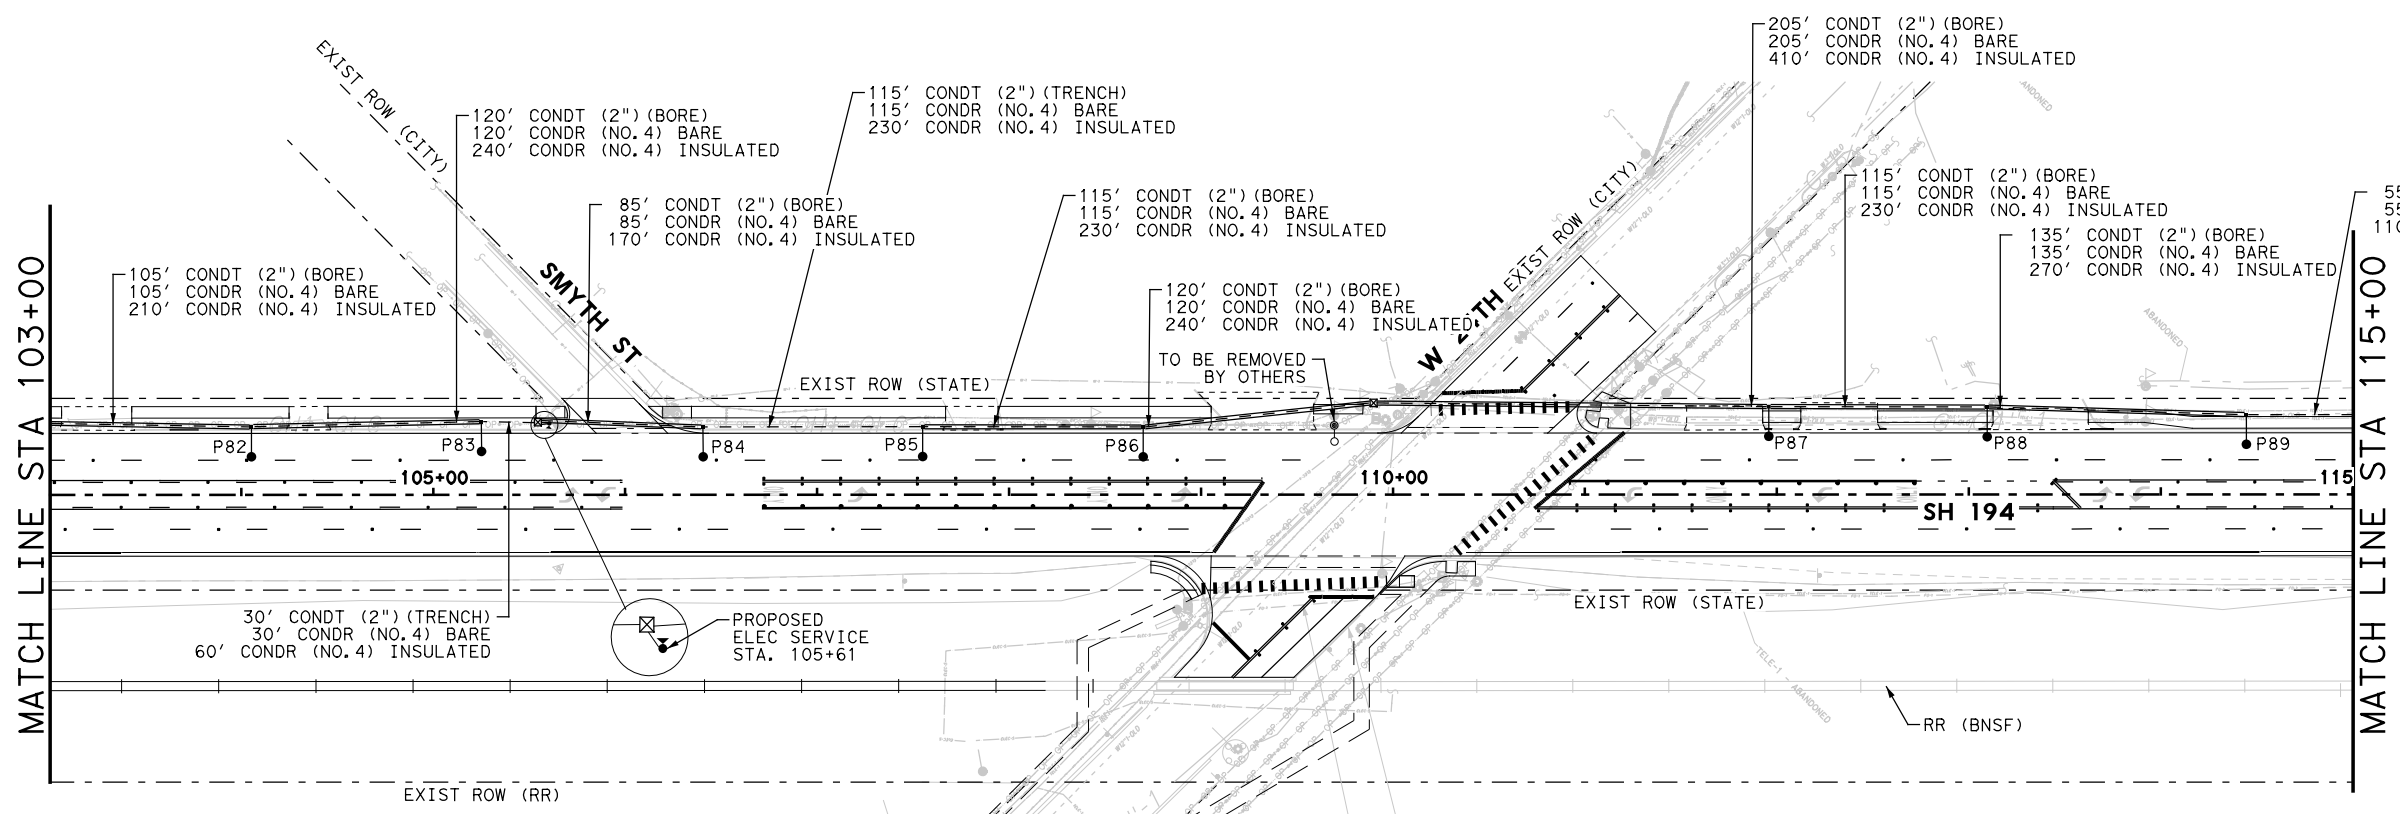 205' CONDT (2") (BORE)
205' CONDR (NO.4) BARE
410' CONDR (NO.4) INSULATED
EXIST ROW (CITY)
120' CONDT (2") (BORE)
120' CONDR (NO.4) BARE
240' CONDR (NO.4) INSULATED
115' CONDT (2") (TRENCH)
115' CONDR (NO.4) BARE
230' CONDR (NO.4) INSULATED
85' CONDT (2") (BORE)
85' CONDR (NO.4) BARE
170' CONDR (NO.4) INSULATED
115' CONDT (2") (BORE)
115' CONDR (NO.4) BARE
230' CONDR (NO.4) INSULATED
EXIST ROW (CITY)
115' CONDT (2") (BORE)
115' CONDR (NO.4) BARE
230' CONDR (NO.4) INSULATED
135' CONDT (2") (BORE)
135' CONDR (NO.4) BARE
270' CONDR (NO.4) INSULATED
55
55
110
105' CONDT (2") (BORE)
105' CONDR (NO.4) BARE
210' CONDR (NO.4) INSULATED
SMYTH ST
120' CONDT (2") (BORE)
120' CONDR (NO.4) BARE
240' CONDR (NO.4) INSULATED
TO BE REMOVED
BY OTHERS
W
EXIST ROW (STATE)
ABANDONED
ABANDONED
MATCH LINE STA 103+00
P82
P83
P84
P85
P86
P87
P88
P89
105+00
110+00
115
SH 194
MATCH LINE STA 115+00
30' CONDT (2") (TRENCH)
30' CONDR (NO.4) BARE
60' CONDR (NO.4) INSULATED
PROPOSED
ELEC SERVICE
STA. 105+61
EXIST ROW (STATE)
TELE-1 - ABANDONED
RR (BNSF)
EXIST ROW (RR)